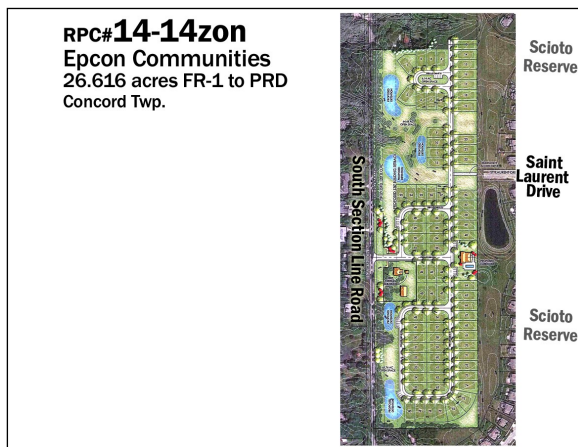 RPC#14-14zon
Epcon Communities
26.616 acres FR-1 to PRD
Concord Twp.
South Section Line Road
Scioto
Reserve
Saint
Laurent
Drive
Scioto
Reserve